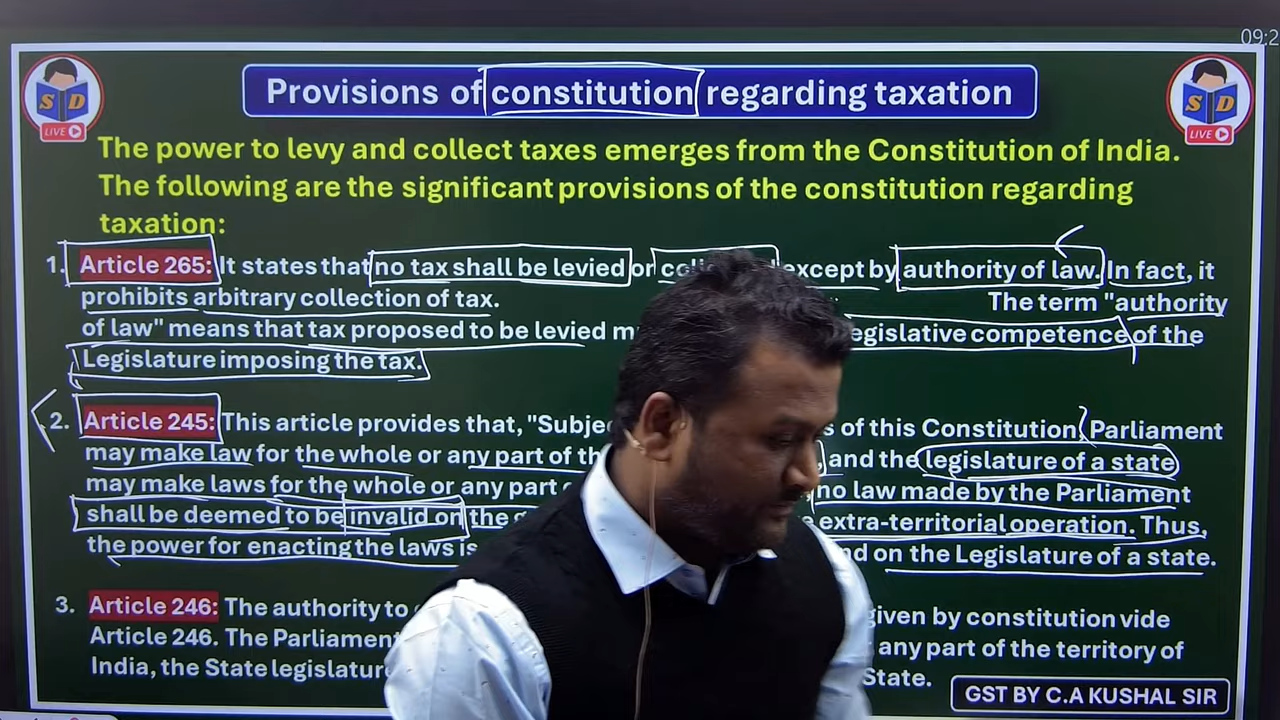 09:2
S D
LIVE
Provisions of constitution regarding taxation
S D
LIVE
The power to levy and collect taxes emerges from the Constitution of India.
The following are the significant provisions of the constitution regarding
taxation:
1. Article 265: It states that no tax shall be levied or except by authority of law. In fact, it
prohibits arbitrary collection of tax. The term "authority
of law" means that tax proposed to be levied legislative competence of the
Legislature imposing the tax.
2. Article 245: This article provides that, of this Constitution, Parliament
may make law for the whole or any part of and the legislature of a state
may make laws for the whole or any part no law made by the Parliament
shall be deemed to be invalid on the extra-territorial operation. Thus,
the power for enacting the laws is on the Legislature of a state.
3. Article 246: The authority to given by constitution vide
Article 246. The Parliament any part of the territory of
India, the State legislature State.
GST BY C.A KUSHAL SIR